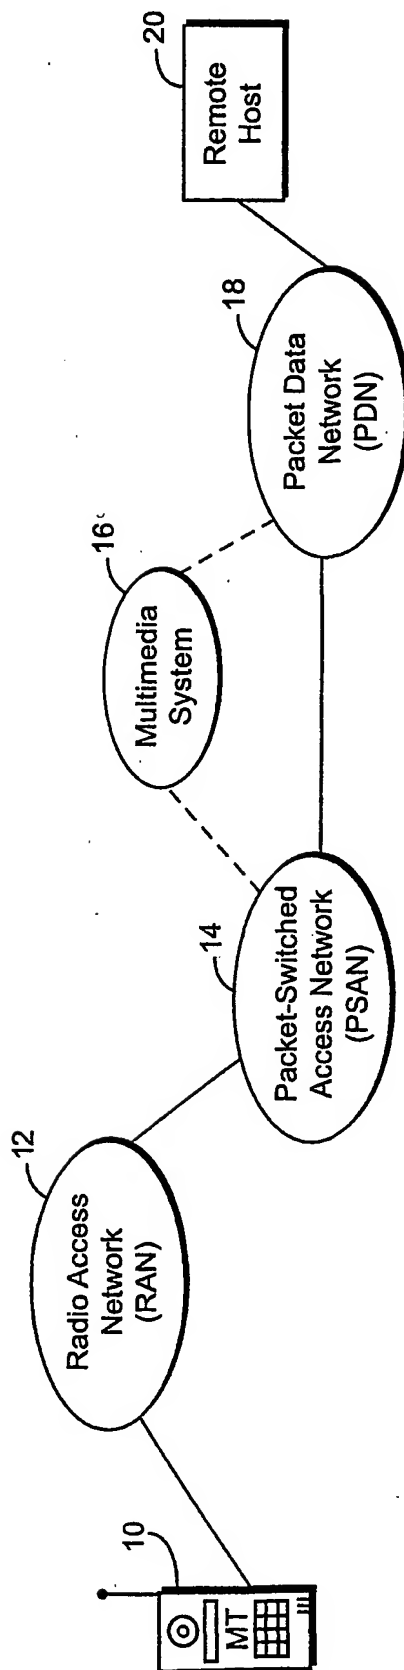 10
MT
12
Radio Access
Network
(RAN)
14
Packet-Switched
Access Network
(PSAN)
16
Multimedia
System
18
Packet Data
Network
(PDN)
20
Remote
Host